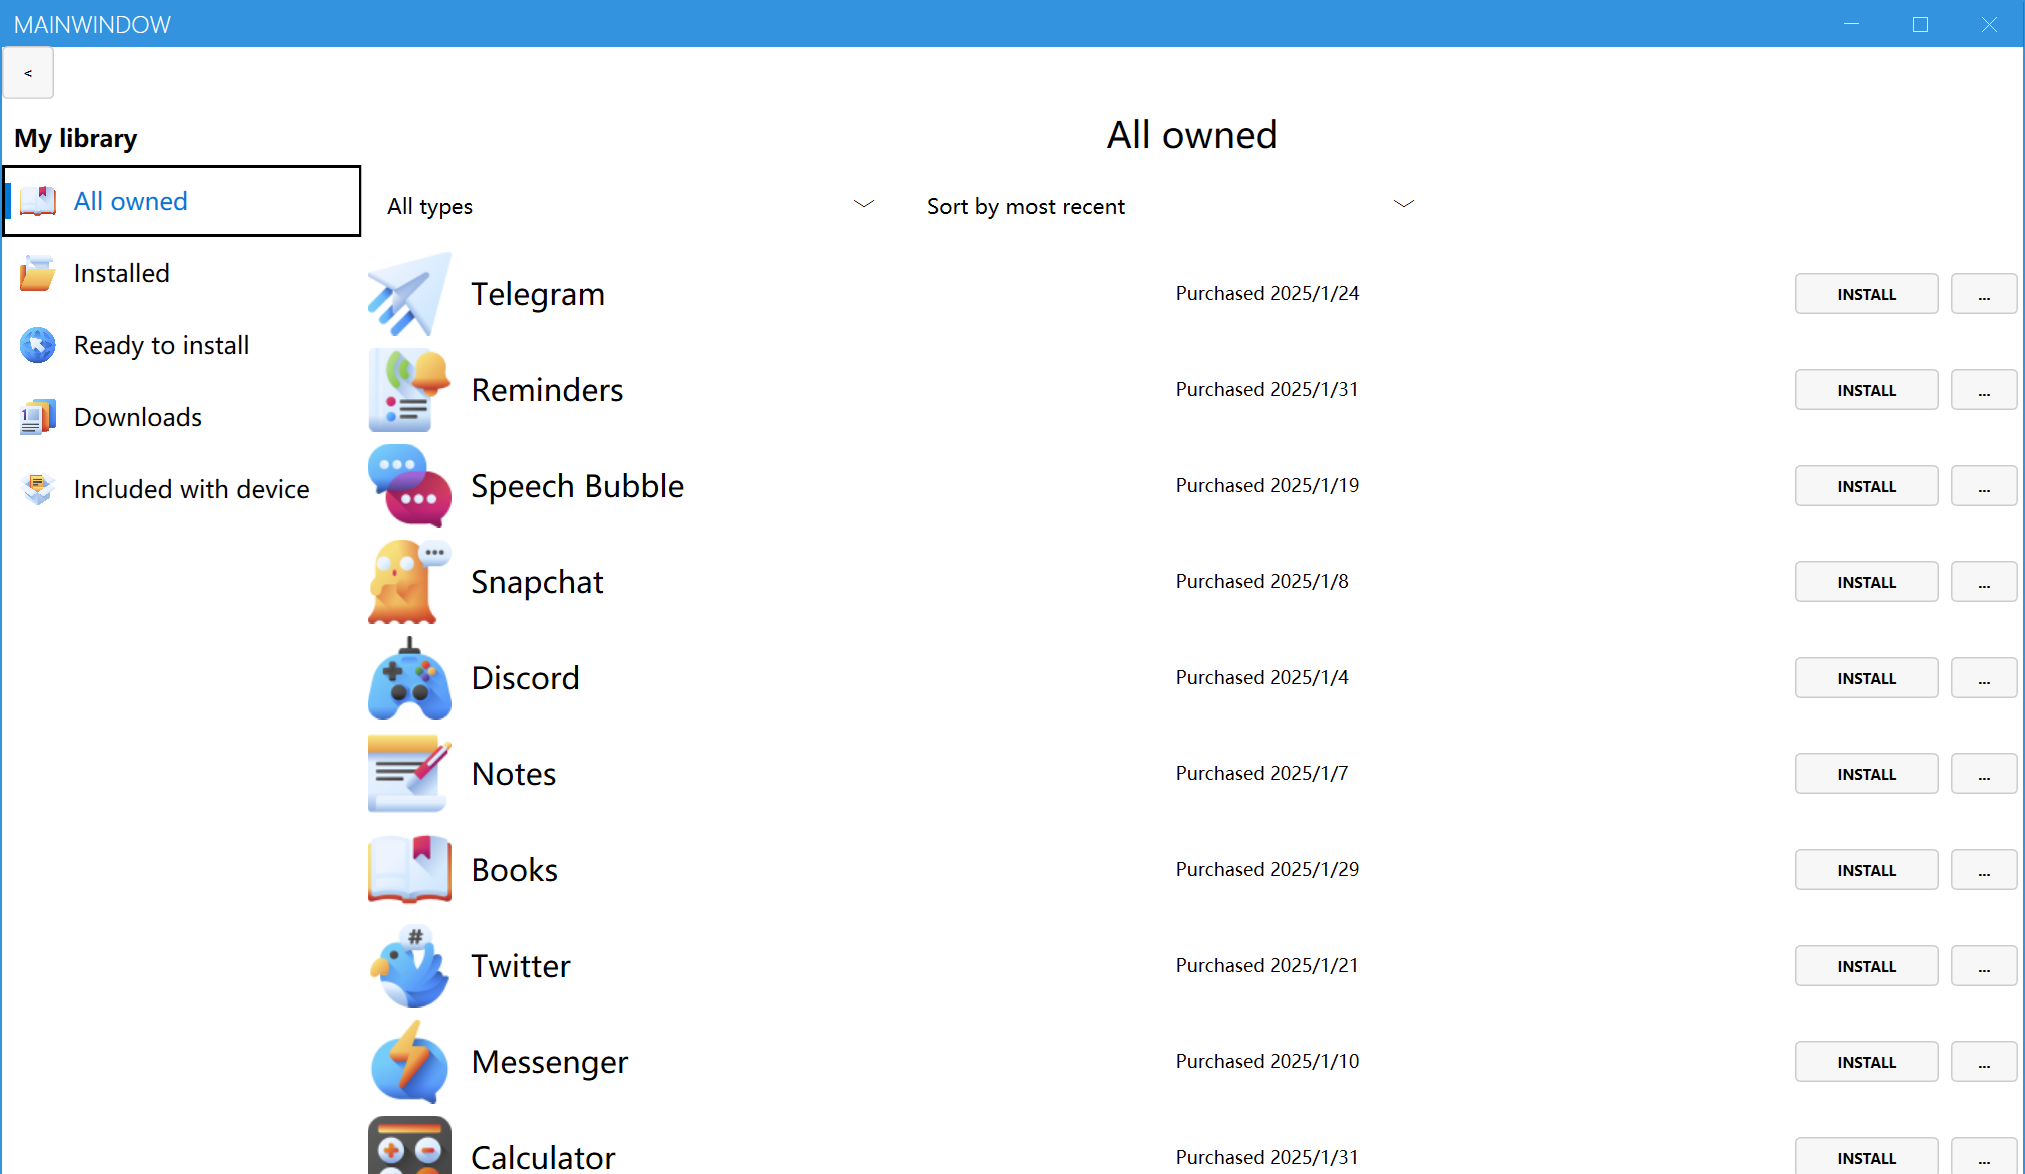 MAINWINDOW
<
My library
All owned
Installed
Ready to install
Downloads
Included with device
All owned
All types
Sort by most recent
Telegram Purchased 2025/1/24 INSTALL ...
Reminders Purchased 2025/1/31 INSTALL ...
Speech Bubble Purchased 2025/1/19 INSTALL ...
Snapchat Purchased 2025/1/8 INSTALL ...
Discord Purchased 2025/1/4 INSTALL ...
Notes Purchased 2025/1/7 INSTALL ...
Books Purchased 2025/1/29 INSTALL ...
Twitter Purchased 2025/1/21 INSTALL ...
Messenger Purchased 2025/1/10 INSTALL ...
Calculator Purchased 2025/1/31 INSTALL ...